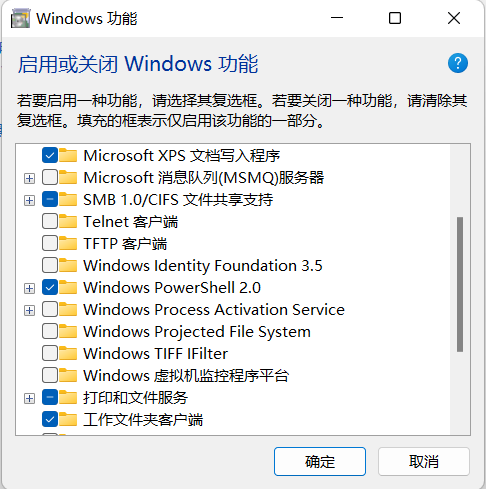 Windows 功能
启用或关闭 Windows 功能
若要启用一种功能，请选择其复选框。若要关闭一种功能，请清除其
复选框。填充的框表示仅启用该功能的一部分。
Microsoft XPS 文档写入程序
Microsoft 消息队列(MSMQ)服务器
SMB 1.0/CIFS 文件共享支持
Telnet 客户端
TFTP 客户端
Windows Identity Foundation 3.5
Windows PowerShell 2.0
Windows Process Activation Service
Windows Projected File System
Windows TIFF IFilter
Windows 虚拟机监控程序平台
打印和文件服务
工作文件夹客户端
确定
取消